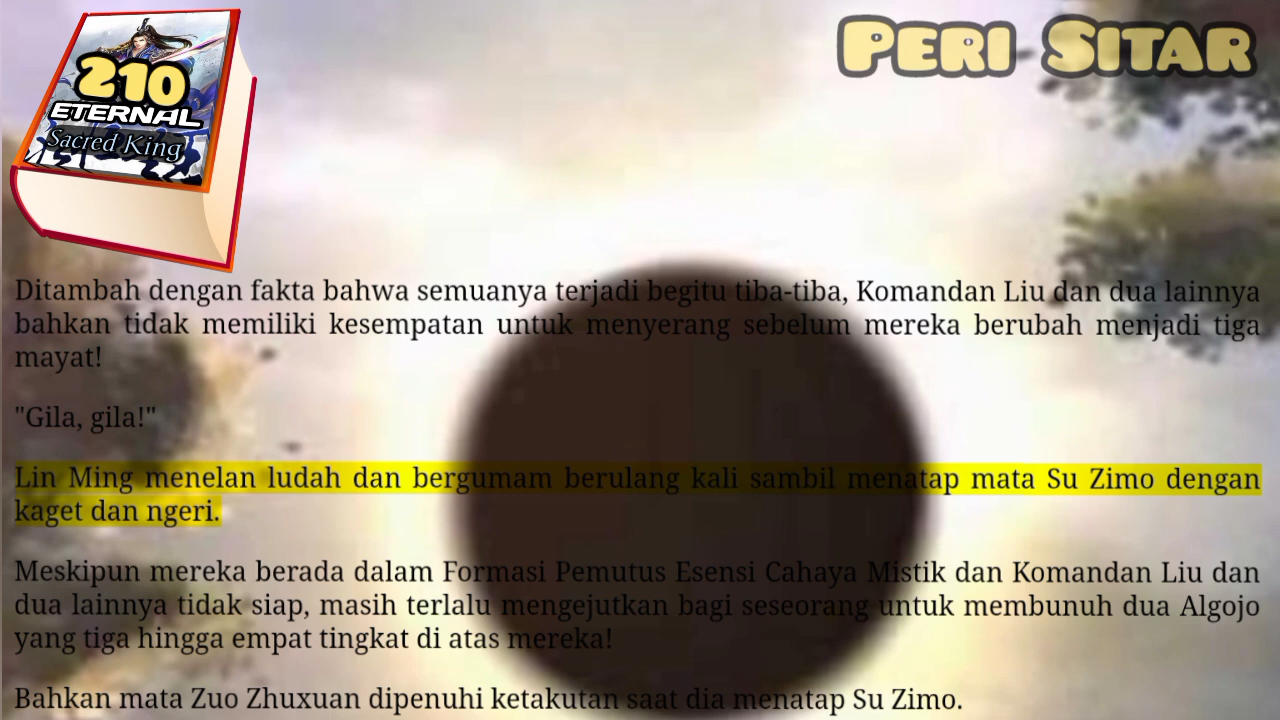 210
ETERNAL
Sacred King
PERI SITAR
Ditambah dengan fakta bahwa semuanya terjadi begitu tiba-tiba, Komandan Liu dan dua lainnya
bahkan tidak memiliki kesempatan untuk menyerang sebelum mereka berubah menjadi tiga
mayat!
"Gila, gila!"
Lin Ming menelan ludah dan bergumam berulang kali sambil menatap mata Su Zimo dengan
kaget dan ngeri.
Meskipun mereka berada dalam Formasi Pemutus Esensi Cahaya Mistik dan Komandan Liu dan
dua lainnya tidak siap, masih terlalu mengejutkan bagi seseorang untuk membunuh dua Algojo
yang tiga hingga empat tingkat di atas mereka!
Bahkan mata Zuo Zhuxuan dipenuhi ketakutan saat dia menatap Su Zimo.